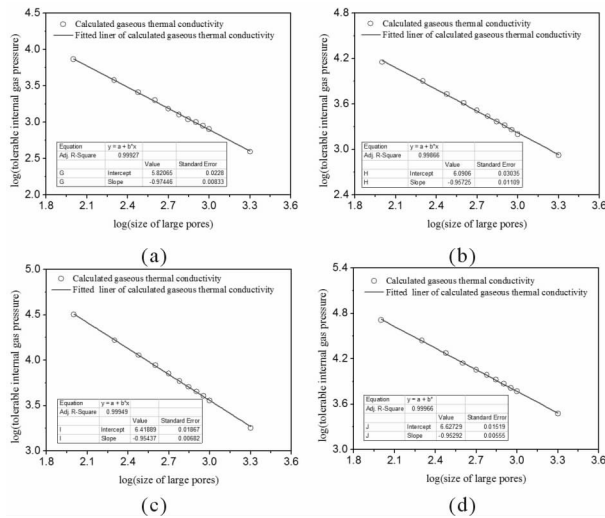 4.5
4.0
3.5
3.0
2.5
2.0
log(tolerable internal gas pressure)
Calculated gaseous thermal conductivity
Fitted liner of calculated gaseous thermal conductivity
Equation y = a + b*x
Adj. R-Square 0.99927
Value Standard Error
G Intercept 5.82065 0.0228
G Slope -0.97446 0.00833
1.8 2.1 2.4 2.7 3.0 3.3 3.6
log(size of large pores)
(a)
4.8
4.2
3.6
3.0
2.4
log(tolerable internal gas pressure)
Calculated gaseous thermal conductivity
Fitted liner of calculated gaseous thermal conductivity
Equation y = a + b*x
Adj. R-Square 0.99866
Value Standard Error
H Intercept 6.0906 0.03035
H Slope -0.95725 0.01109
1.8 2.1 2.4 2.7 3.0 3.3 3.6
log(size of large pores)
(b)
5.0
4.5
4.0
3.5
3.0
log(tolerable internal gas pressure)
Calculated gaseous thermal conductivity
Fitted liner of calculated gaseous thermal conductivity
Equation y = a + b*x
Adj. R-Square 0.99949
Value Standard Error
I Intercept 6.41889 0.01867
I Slope -0.95437 0.00682
1.8 2.1 2.4 2.7 3.0 3.3 3.6
log(size of large pores)
(c)
5.4
4.8
4.2
3.6
3.0
log(tolerable internal gas pressure)
Calculated gaseous thermal conductivity
Fitted liner of calculated gaseous thermal conductivity
Equation y = a + b*
Adj. R-Square 0.99966
Value Standard Error
J Intercept 6.62729 0.01519
J Slope -0.95292 0.00555
1.8 2.1 2.4 2.7 3.0 3.3 3.6
log(size of large pores)
(d)